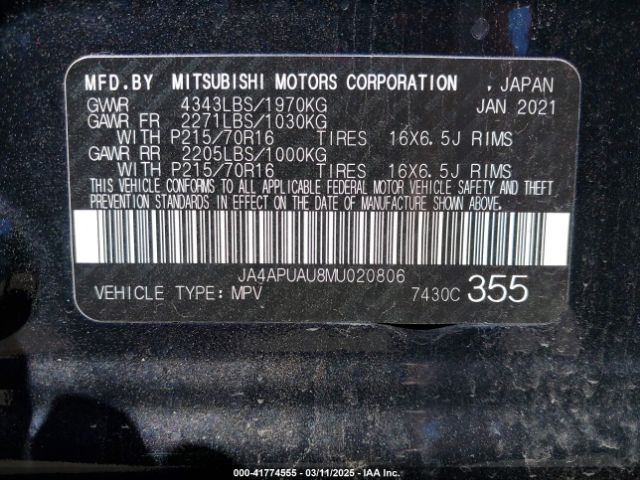 MFD.BY MITSUBISHI MOTORS CORPORATION , JAPAN
GVWR 4343LBS/1970KG JAN 2021
GAWR FR 2271LBS/1030KG
WITH P215/70R16 TIRES 16X6.5J RIMS
GAWR RR 2205LBS/1000KG
WITH P215/70R16 TIRES 16X6.5J RIMS
THIS VEHICLE CONFORMS TO ALL APPLICABLE FEDERAL MOTOR VEHICLE SAFETY AND THEFT
PREVENTION STANDARDS IN EFFECT ON THE DATE OF MANUFACTURE SHOWN ABOVE.
JA4APUAU8MU020806
VEHICLE TYPE: MPV 7430C 355
000-41774555 — 03/11/2025 — IAA Inc.